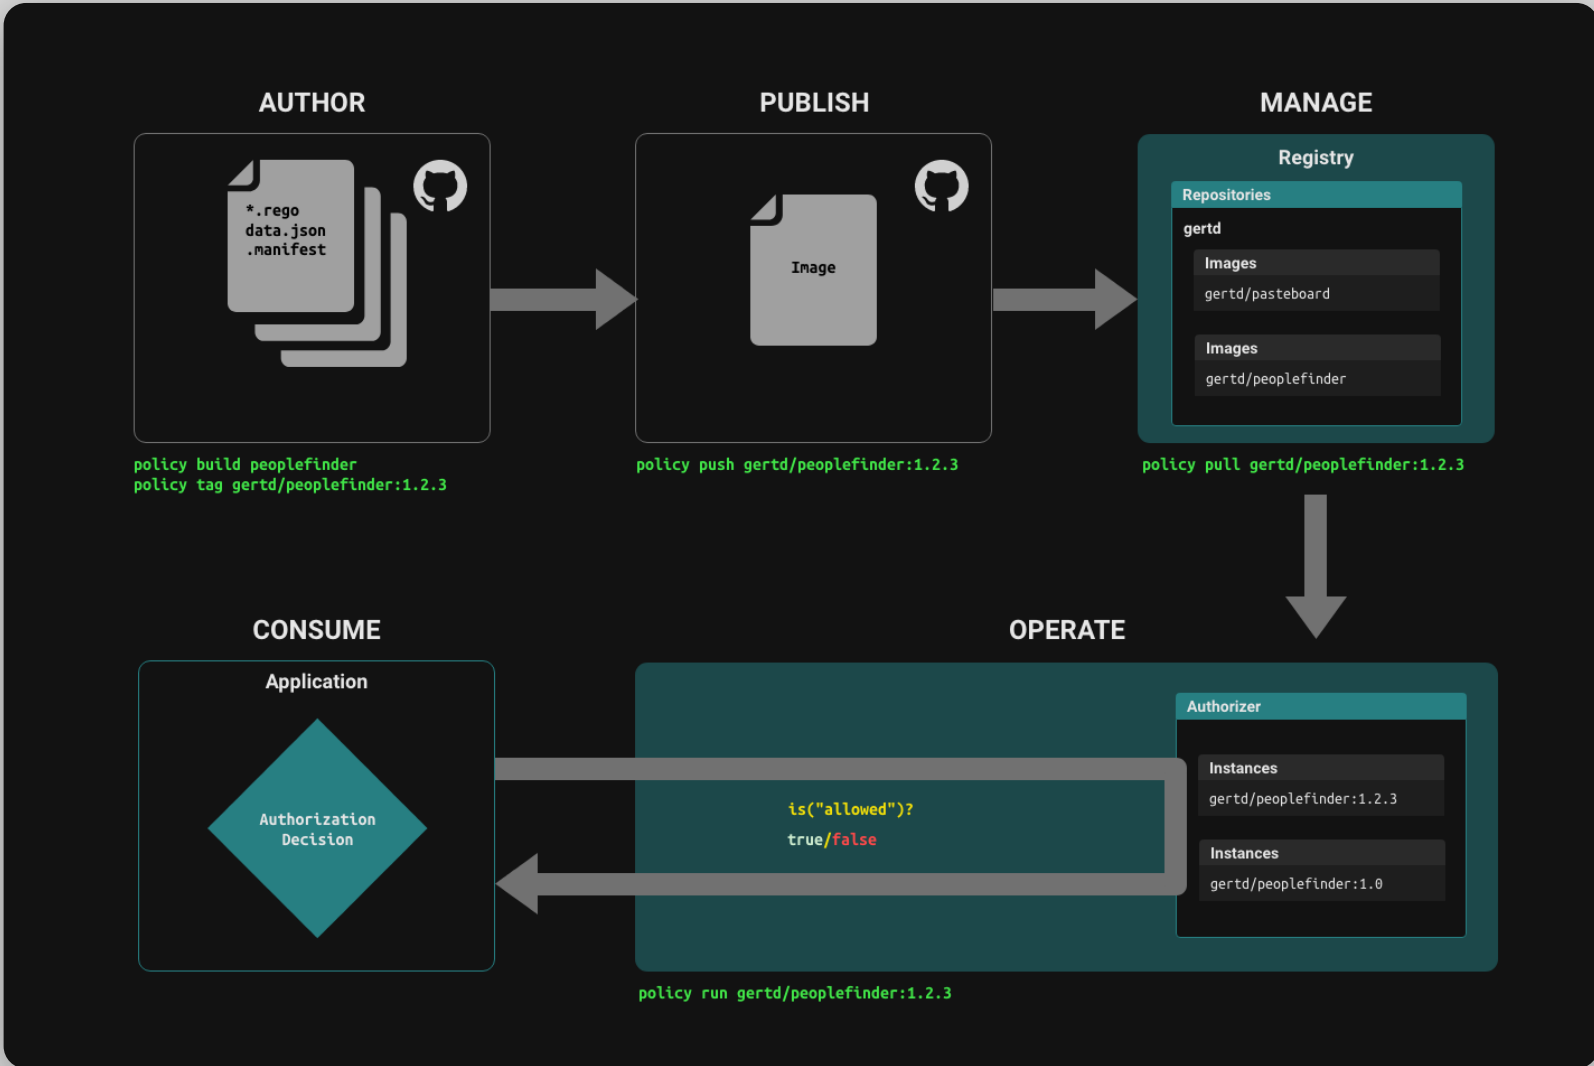 AUTHOR
*.rego
data.json
.manifest
policy build peoplefinder
policy tag gertd/peoplefinder:1.2.3
PUBLISH
Image
policy push gertd/peoplefinder:1.2.3
MANAGE
Registry
Repositories
gertd
Images
gertd/pasteboard
Images
gertd/peoplefinder
policy pull gertd/peoplefinder:1.2.3
CONSUME
Application
Authorization
Decision
OPERATE
is("allowed")?
true/false
Authorizer
Instances
gertd/peoplefinder:1.2.3
Instances
gertd/peoplefinder:1.0
policy run gertd/peoplefinder:1.2.3